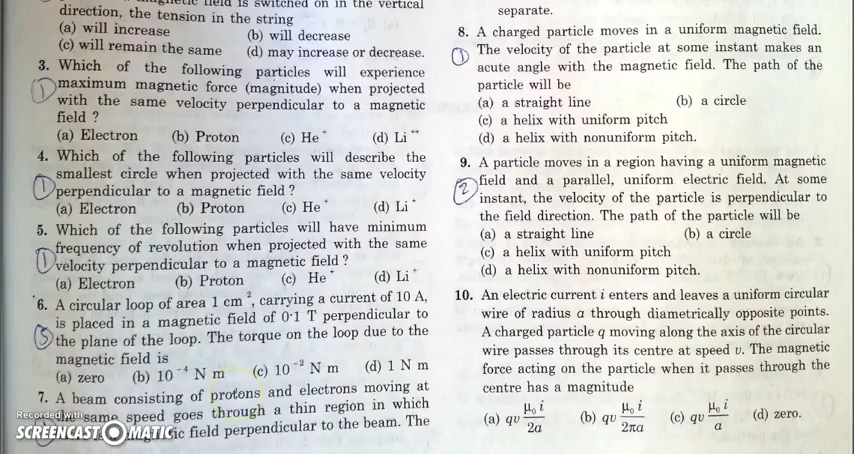 magnetic field is switched on in the vertical
direction, the tension in the string
(a) will increase (b) will decrease
(c) will remain the same (d) may increase or decrease.
3. Which of the following particles will experience
maximum magnetic force (magnitude) when projected
with the same velocity perpendicular to a magnetic
field ?
(a) Electron (b) Proton (c) He⁺ (d) Li⁺⁺
4. Which of the following particles will describe the
smallest circle when projected with the same velocity
perpendicular to a magnetic field ?
(a) Electron (b) Proton (c) He⁺ (d) Li⁺
5. Which of the following particles will have minimum
frequency of revolution when projected with the same
velocity perpendicular to a magnetic field ?
(a) Electron (b) Proton (c) He⁺ (d) Li⁺
6. A circular loop of area 1 cm², carrying a current of 10 A,
is placed in a magnetic field of 0·1 T perpendicular to
the plane of the loop. The torque on the loop due to the
magnetic field is
(a) zero (b) 10⁻⁴ N m (c) 10⁻² N m (d) 1 N m
7. A beam consisting of protons and electrons moving at
same speed goes through a thin region in which
field perpendicular to the beam. The
Recorded with
SCREENCAST-O-MATIC
separate.
8. A charged particle moves in a uniform magnetic field.
1 The velocity of the particle at some instant makes an
acute angle with the magnetic field. The path of the
particle will be
(a) a straight line (b) a circle
(c) a helix with uniform pitch
(d) a helix with nonuniform pitch.
9. A particle moves in a region having a uniform magnetic
2 field and a parallel, uniform electric field. At some
instant, the velocity of the particle is perpendicular to
the field direction. The path of the particle will be
(a) a straight line (b) a circle
(c) a helix with uniform pitch
(d) a helix with nonuniform pitch.
10. An electric current i enters and leaves a uniform circular
wire of radius a through diametrically opposite points.
A charged particle q moving along the axis of the circular
wire passes through its centre at speed v. The magnetic
force acting on the particle when it passes through the
centre has a magnitude
(a) qv μ₀ i / 2a (b) qv μ₀ i / 2πa (c) qv μ₀ i / a (d) zero.